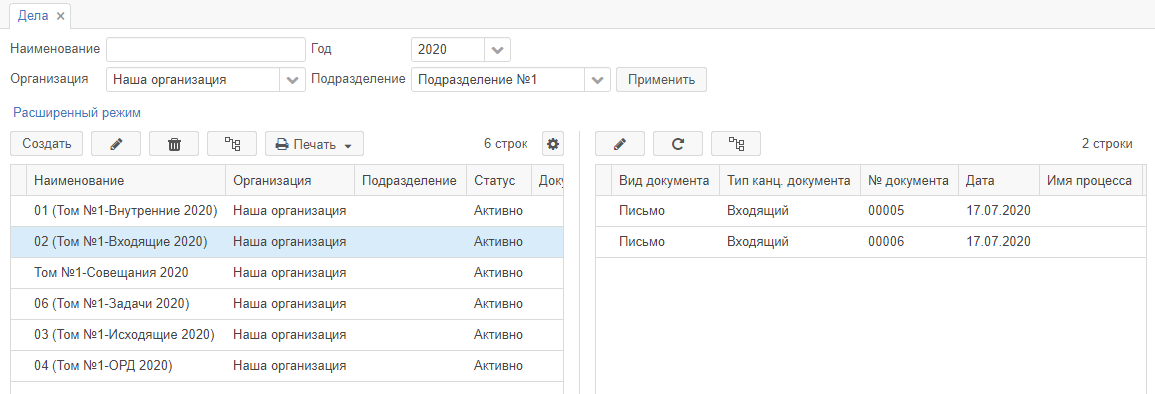 Дела ×
Наименование Год 2020
Организация Наша организация Подразделение Подразделение №1 Применить
Расширенный режим
Создать Печать 6 строк 2 строки
Наименование Организация Подразделение Статус Доку
01 (Том №1-Внутренние 2020) Наша организация Активно
02 (Том №1-Входящие 2020) Наша организация Активно
Том №1-Совещания 2020 Наша организация Активно
06 (Том №1-Задачи 2020) Наша организация Активно
03 (Том №1-Исходящие 2020) Наша организация Активно
04 (Том №1-ОРД 2020) Наша организация Активно
Вид документа Тип канц. документа № документа Дата Имя процесса
Письмо Входящий 00005 17.07.2020
Письмо Входящий 00006 17.07.2020